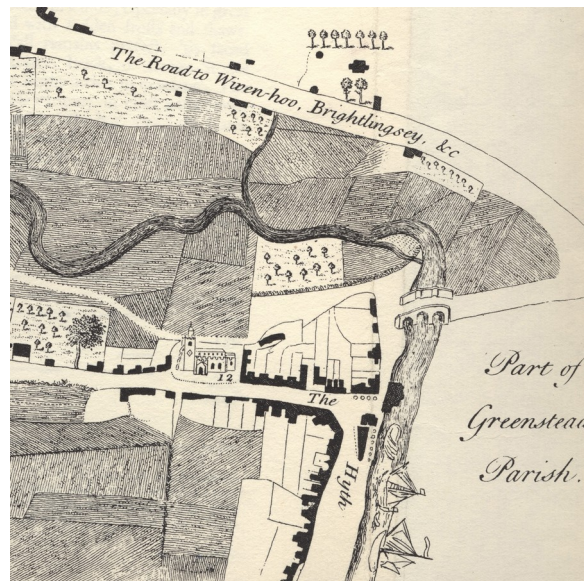 The Road to Wiven-hoo, Brightlingsey, &c
Part of
Greenstead
Parish.
12
The
Hyth